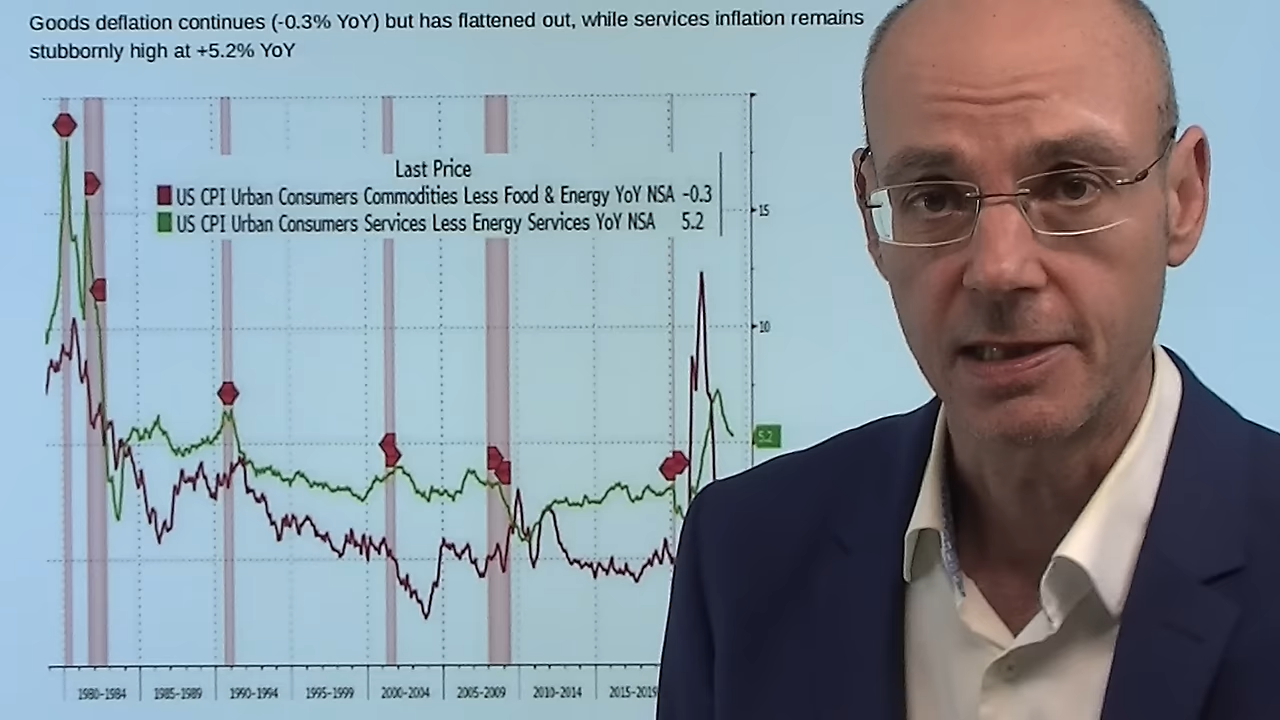 Goods deflation continues (-0.3% YoY) but has flattened out, while services inflation remains
stubbornly high at +5.2% YoY
Last Price
US CPI Urban Consumers Commodities Less Food & Energy YoY NSA -0.3
US CPI Urban Consumers Services Less Energy Services YoY NSA 5.2
15
10
5.2
1980-1984 1985-1989 1990-1994 1995-1999 2000-2004 2005-2009 2010-2014 2015-2019